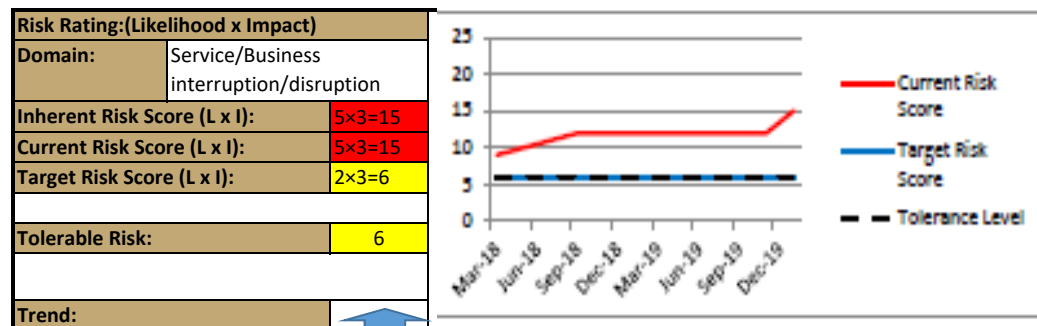 Risk Rating:(Likelihood x Impact)
Domain: Service/Business
interruption/disruption
Inherent Risk Score (L x I): 5×3=15
Current Risk Score (L x I): 5×3=15
Target Risk Score (L x I): 2×3=6
Tolerable Risk: 6
Trend:
25
20
15
10
5
0
Mar-18
Jun-18
Sep-18
Dec-18
Mar-19
Jun-19
Sep-19
Dec-19
Current Risk
Score
Target Risk
Score
Tolerance Level